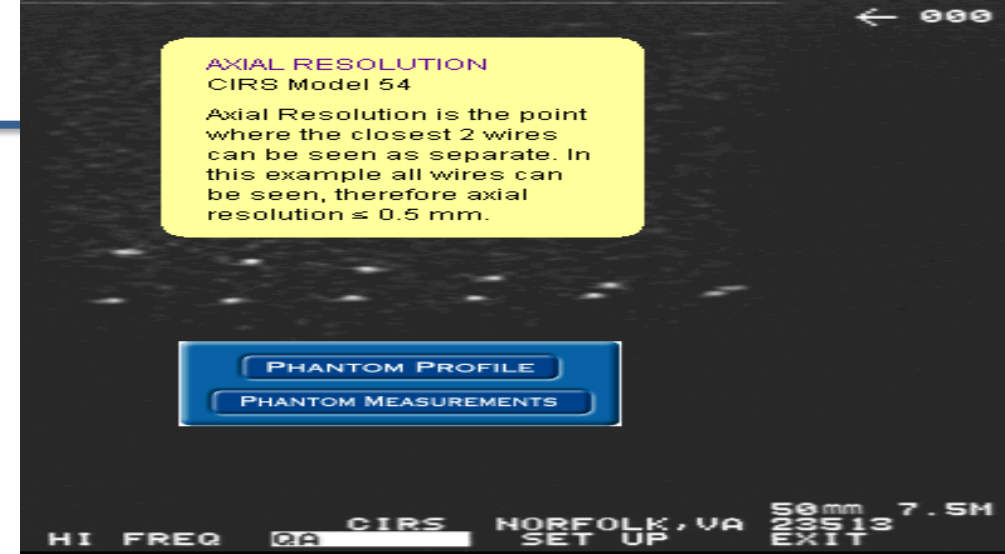 ← 000
AXIAL RESOLUTION
CIRS Model 54
Axial Resolution is the point
where the closest 2 wires
can be seen as separate. In
this example all wires can
be seen, therefore axial
resolution ≤ 0.5 mm.
PHANTOM PROFILE
PHANTOM MEASUREMENTS
50mm 7.5M
CIRS NORFOLK,VA 23513
HI FREQ QA SET UP EXIT